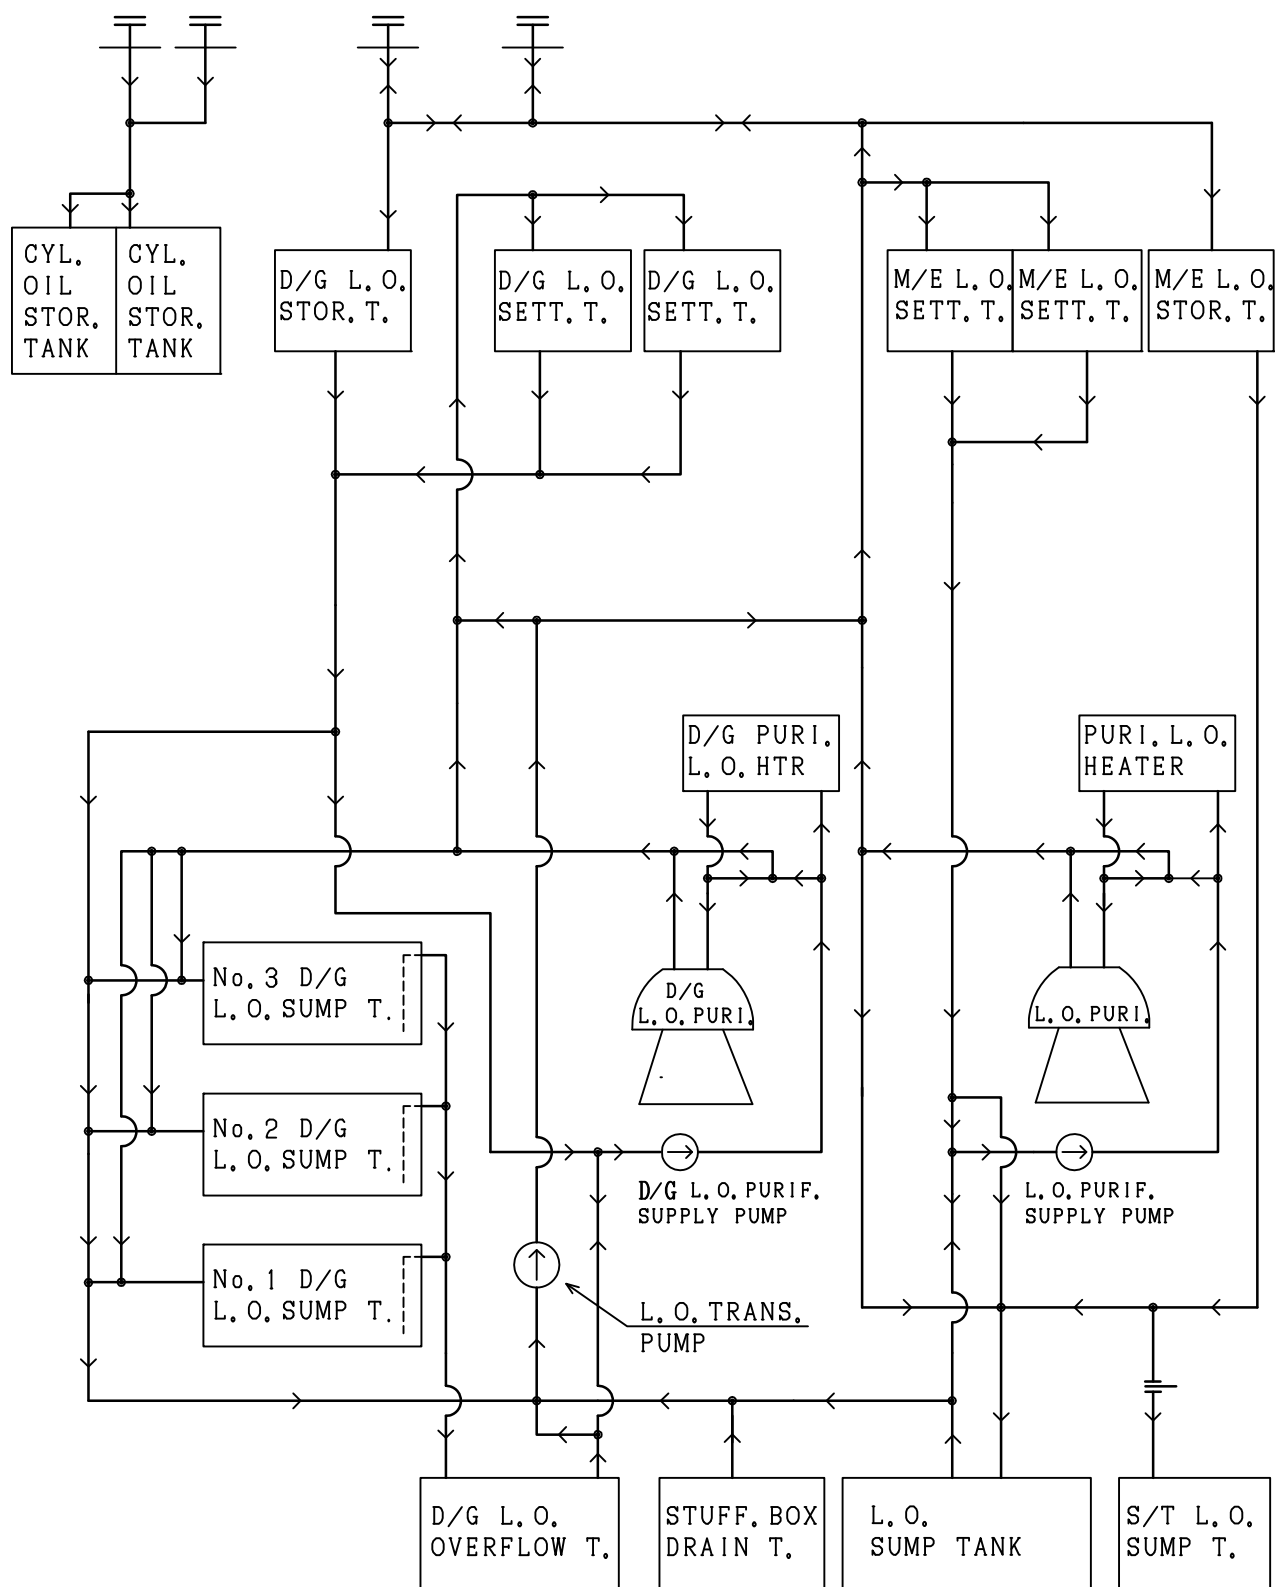 CYL.
OIL
STOR.
TANK
CYL.
OIL
STOR.
TANK
D/G L.O.
STOR.T.
D/G L.O.
SETT.T.
D/G L.O.
SETT.T.
M/E L.O.
SETT.T.
M/E L.O.
SETT.T.
M/E L.O.
STOR.T.
D/G PURI.
L.O.HTR
PURI.L.O.
HEATER
No.3 D/G
L.O.SUMP T.
D/G
L.O.PURI.
L.O.PURI.
No.2 D/G
L.O.SUMP T.
D/G L.O.PURIF.
SUPPLY PUMP
L.O.PURIF.
SUPPLY PUMP
No.1 D/G
L.O.SUMP T.
L.O.TRANS.
PUMP
D/G L.O.
OVERFLOW T.
STUFF.BOX
DRAIN T.
L.O.
SUMP TANK
S/T L.O.
SUMP T.